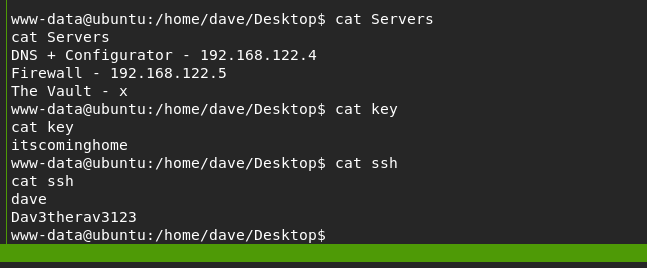 www-data@ubuntu:/home/dave/Desktop$ cat Servers
cat Servers
DNS + Configurator - 192.168.122.4
Firewall - 192.168.122.5
The Vault - x
www-data@ubuntu:/home/dave/Desktop$ cat key
cat key
itscominghome
www-data@ubuntu:/home/dave/Desktop$ cat ssh
cat ssh
dave
Dav3therav3123
www-data@ubuntu:/home/dave/Desktop$